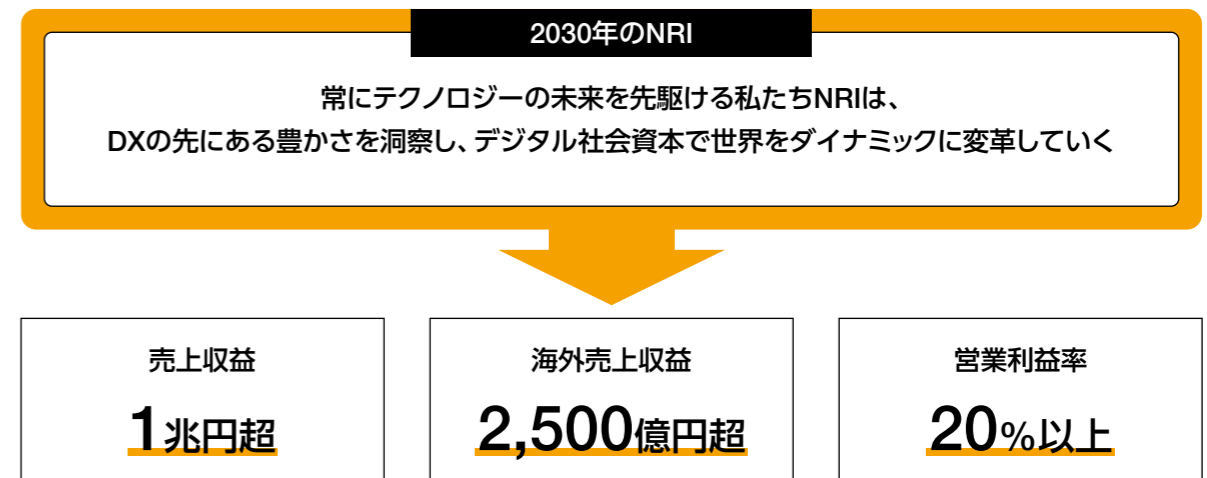 2030年のNRI
常にテクノロジーの未来を先駆ける私たちNRIは、
DXの先にある豊かさを洞察し、デジタル社会資本で世界をダイナミックに変革していく
売上収益
1兆円超
海外売上収益
2,500億円超
営業利益率
20%以上